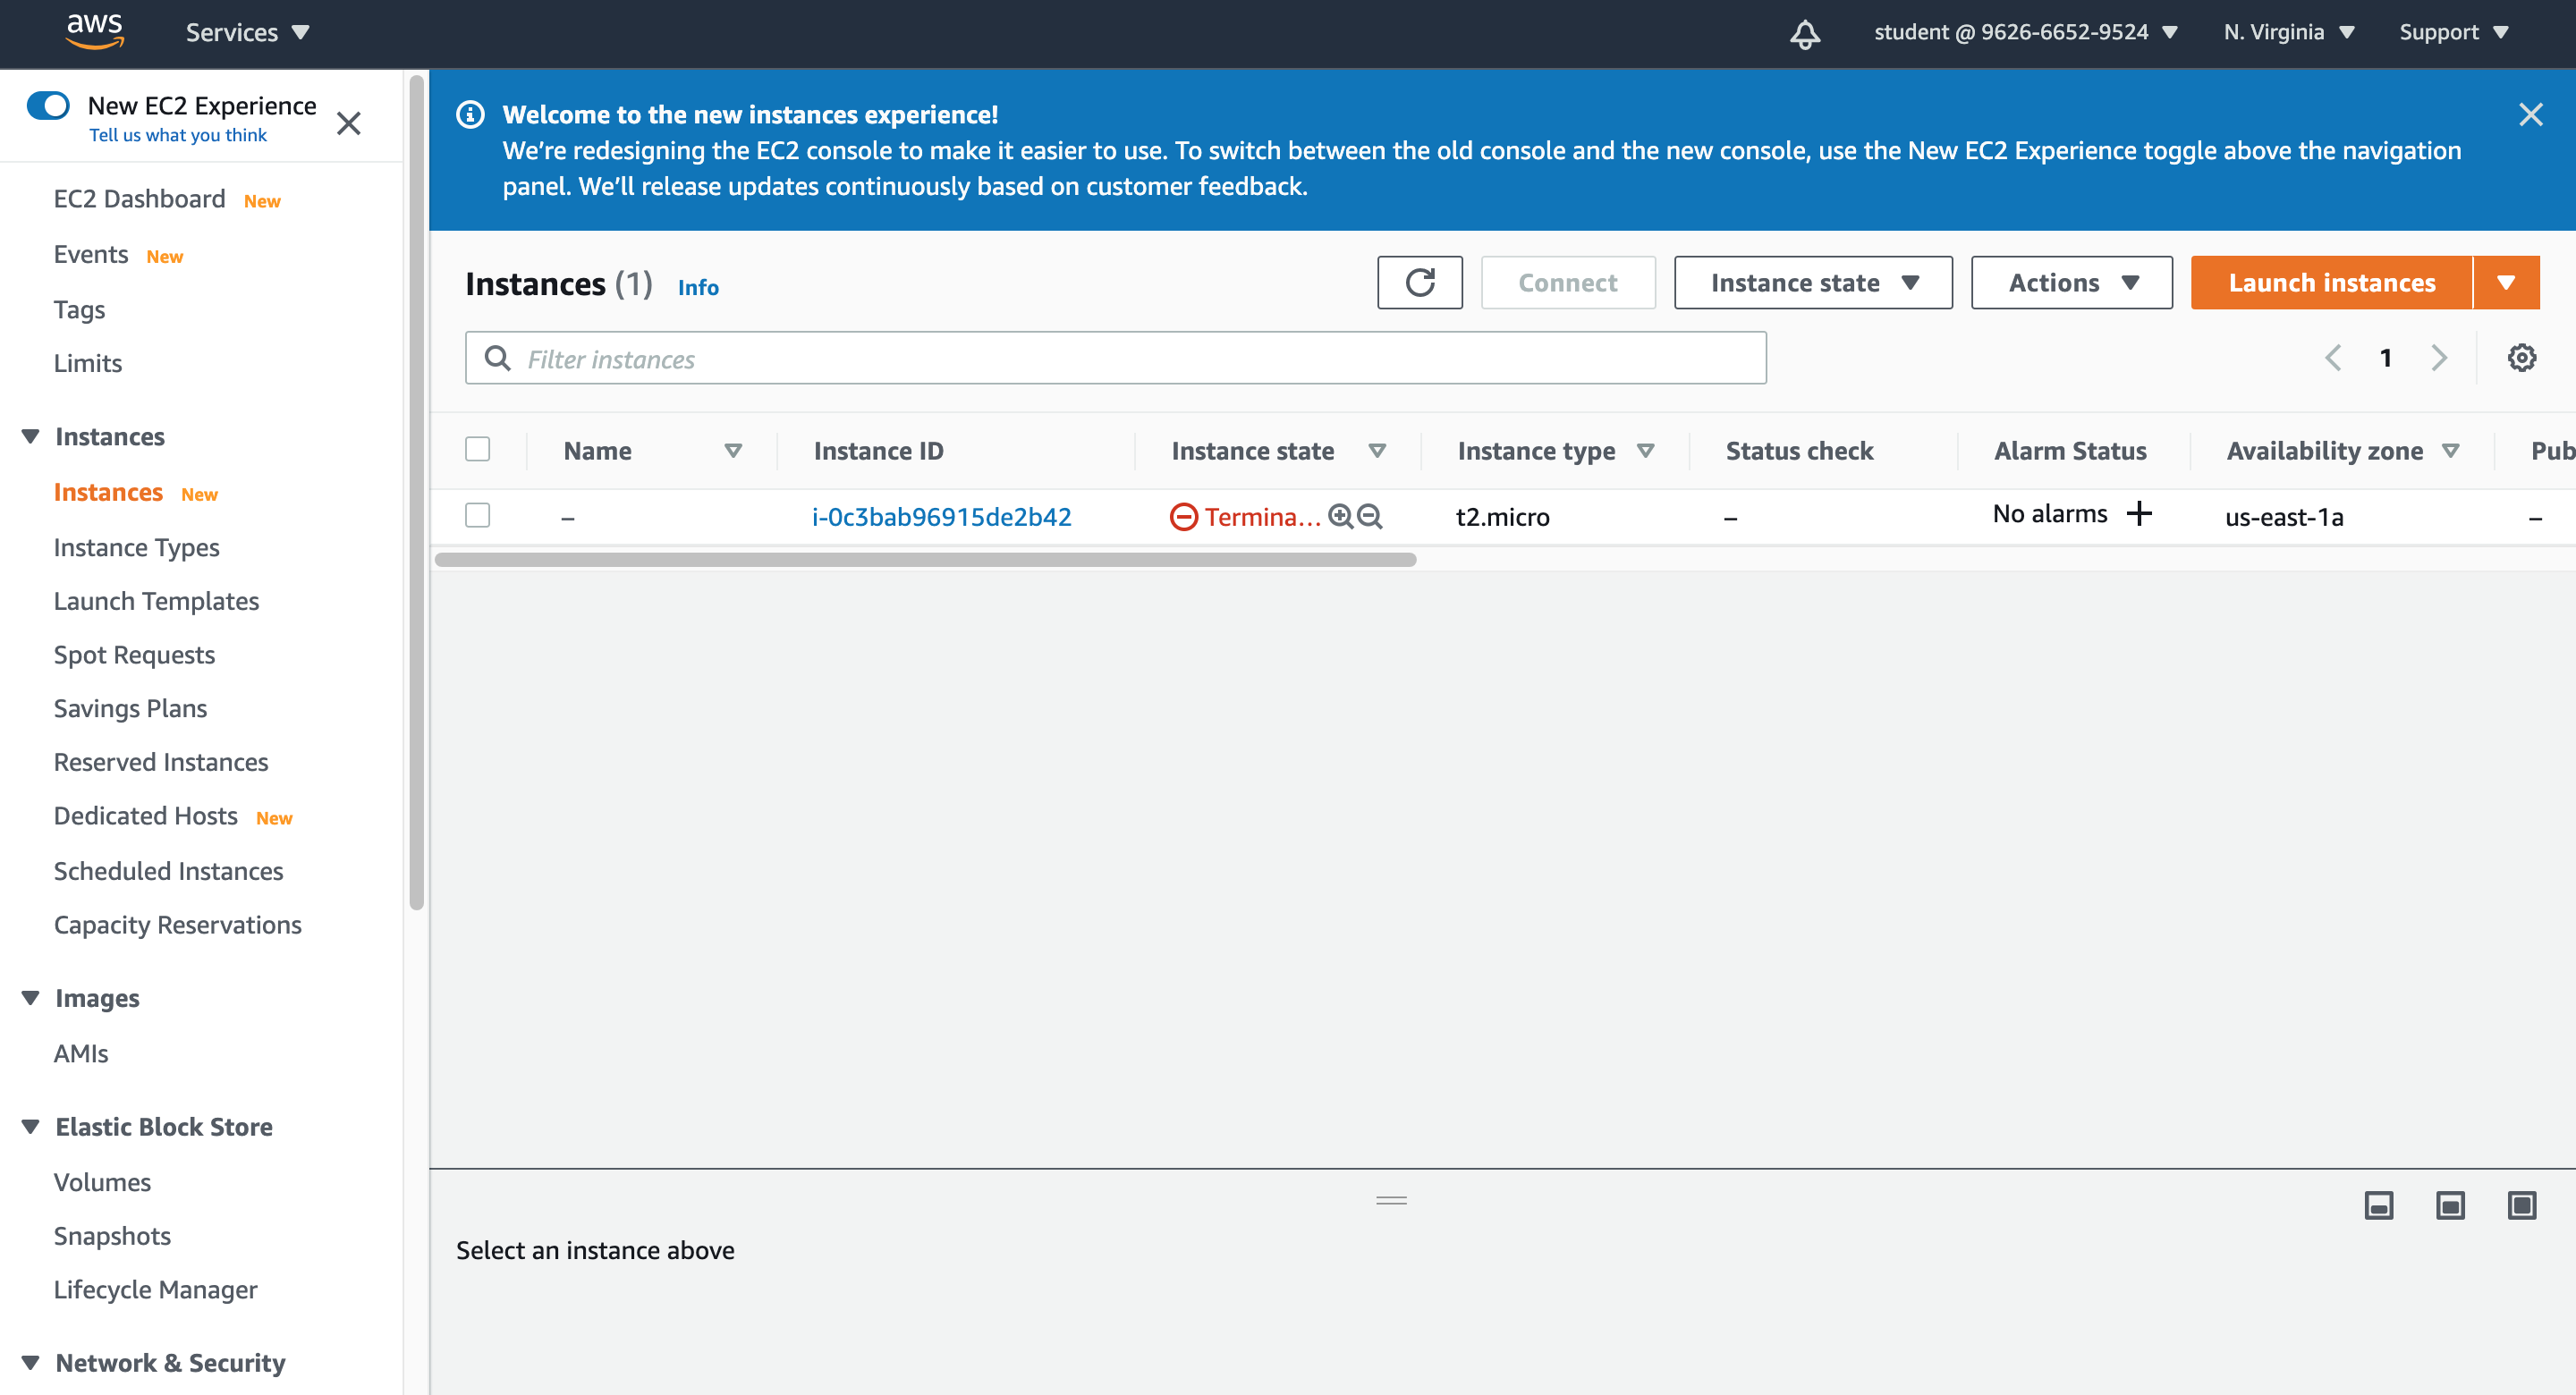 aws Services student @ 9626-6652-9524 N. Virginia Support
New EC2 Experience
Tell us what you think
EC2 Dashboard New
Events New
Tags
Limits
Instances
Instances New
Instance Types
Launch Templates
Spot Requests
Savings Plans
Reserved Instances
Dedicated Hosts New
Scheduled Instances
Capacity Reservations
Images
AMIs
Elastic Block Store
Volumes
Snapshots
Lifecycle Manager
Network & Security
Welcome to the new instances experience!
We’re redesigning the EC2 console to make it easier to use. To switch between the old console and the new console, use the New EC2 Experience toggle above the navigation
panel. We’ll release updates continuously based on customer feedback.
Instances (1) Info Connect Instance state Actions Launch instances
Filter instances 1
Name Instance ID Instance state Instance type Status check Alarm Status Availability zone Pub
– i-0c3bab96915de2b42 Termina... t2.micro – No alarms + us-east-1a –
Select an instance above